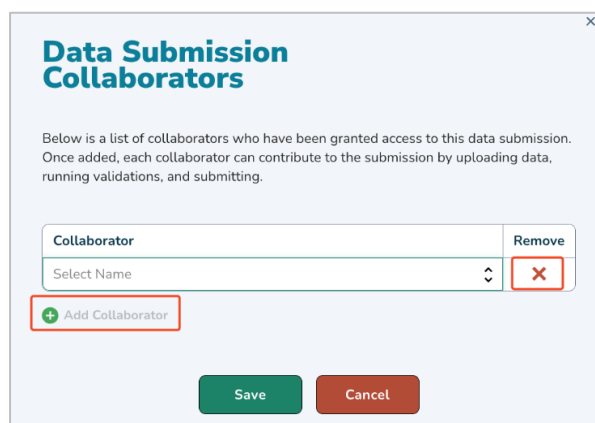 Data Submission
Collaborators
Below is a list of collaborators who have been granted access to this data submission.
Once added, each collaborator can contribute to the submission by uploading data,
running validations, and submitting.
Collaborator Remove
Select Name
Add Collaborator
Save Cancel